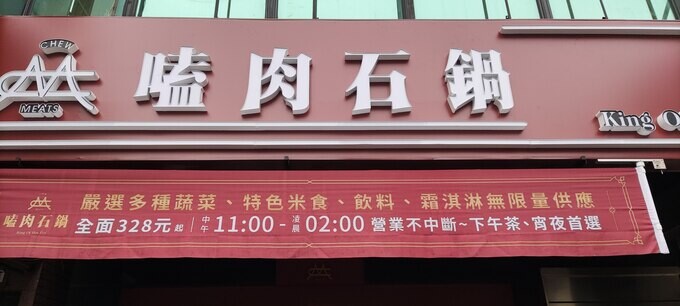 CHEW
MEATS
嗑肉石鍋
King O
嚴選多種蔬菜、特色米食、飲料、霜淇淋無限量供應
嗑肉石鍋
全面328元起 中午 11:00 - 凌晨 02:00 營業不中斷~下午茶、宵夜首選